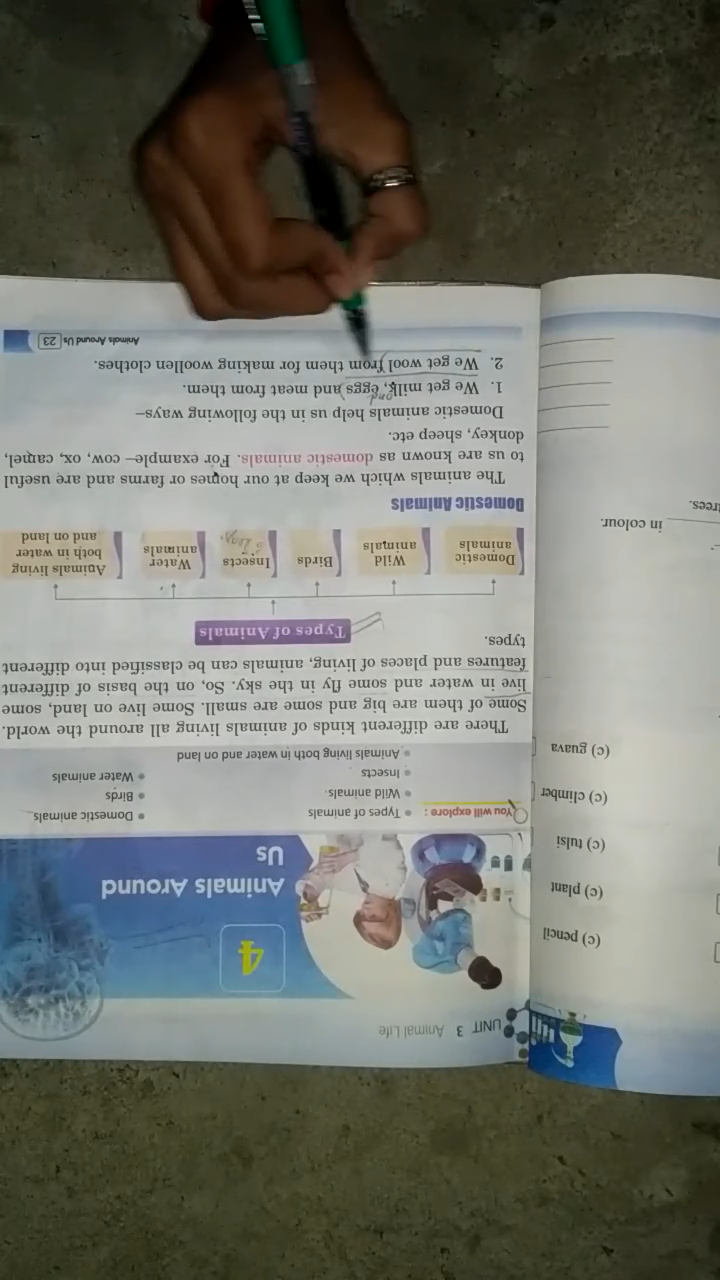 UNIT 3 Animal Life
4
Animals Around
Us
You will explore :
• Types of animals
• Domestic animals
• Wild animals
• Birds
• Insects
• Water animals
• Animals living both in water and on land
There are different kinds of animals living all around the world.
Some of them are big and some are small. Some live on land, some
live in water and some fly in the sky. So, on the basis of different
features and places of living, animals can be classified into different
types.
Types of Animals
Domestic
animals
Wild
animals
Birds
Insects
Water
animals
Animals living
both in water
and on land
Domestic Animals
The animals which we keep at our homes or farms and are useful
to us are known as domestic animals. For example– cow, ox, camel,
donkey, sheep etc.
Domestic animals help us in the following ways–
and
1. We get milk, eggs and meat from them.
2. We get wool from them for making woollen clothes.
Animals Around Us 23
(c) pencil
(c) plant
(c) tulsi
(c) climber
(c) guava
in colour.